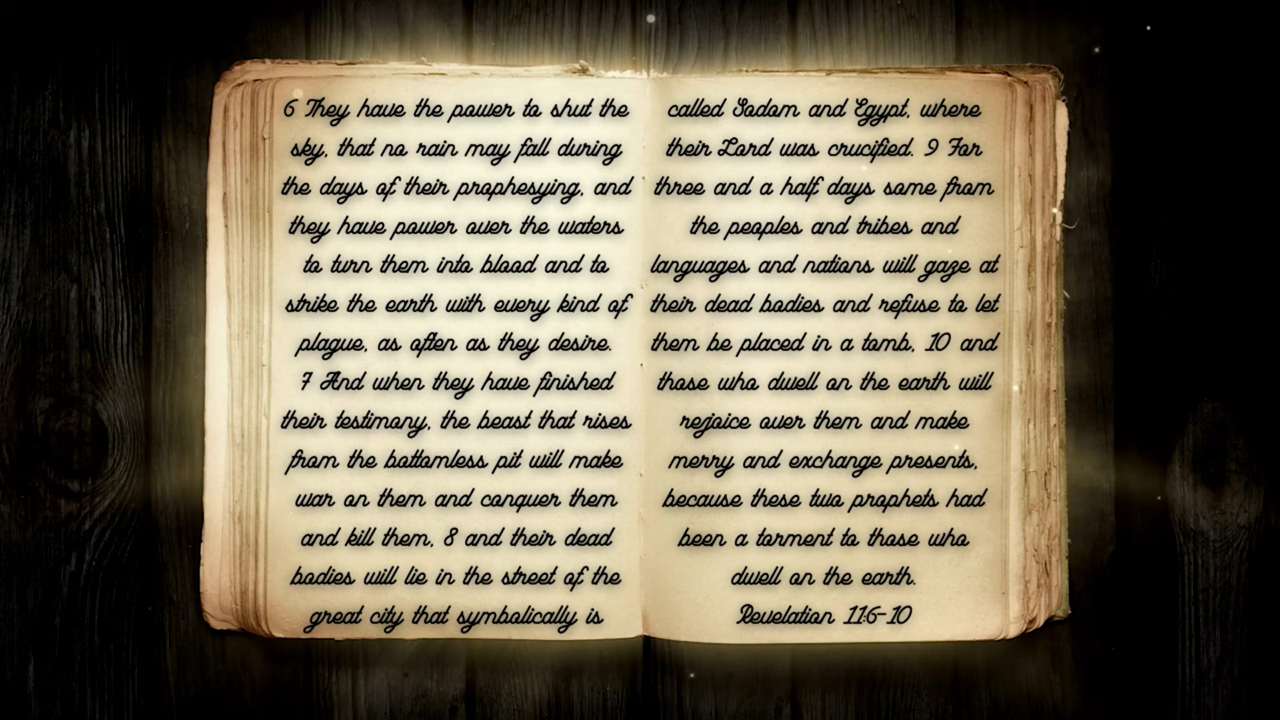 6 They have the power to shut the
sky, that no rain may fall during
the days of their prophesying, and
they have power over the waters
to turn them into blood and to
strike the earth with every kind of
plague, as often as they desire.
7 And when they have finished
their testimony, the beast that rises
from the bottomless pit will make
war on them and conquer them
and kill them, 8 and their dead
bodies will lie in the street of the
great city that symbolically is
called Sodom and Egypt, where
their Lord was crucified. 9 For
three and a half days some from
the peoples and tribes and
languages and nations will gaze at
their dead bodies and refuse to let
them be placed in a tomb, 10 and
those who dwell on the earth will
rejoice over them and make
merry and exchange presents,
because these two prophets had
been a torment to those who
dwell on the earth.
Revelation 11:6-10